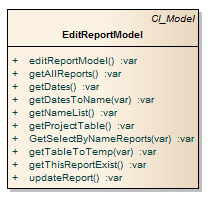 CI_Model
EditReportModel
+ editReportModel() :var
+ getAllReports() :var
+ getDates() :var
+ getDatesToName(var) :var
+ getNameList() :var
+ getProjectTable() :var
+ GetSelectByNameReports(var) :var
+ getTableToTemp(var) :var
+ getThisReportExist() :var
+ updateReport() :var